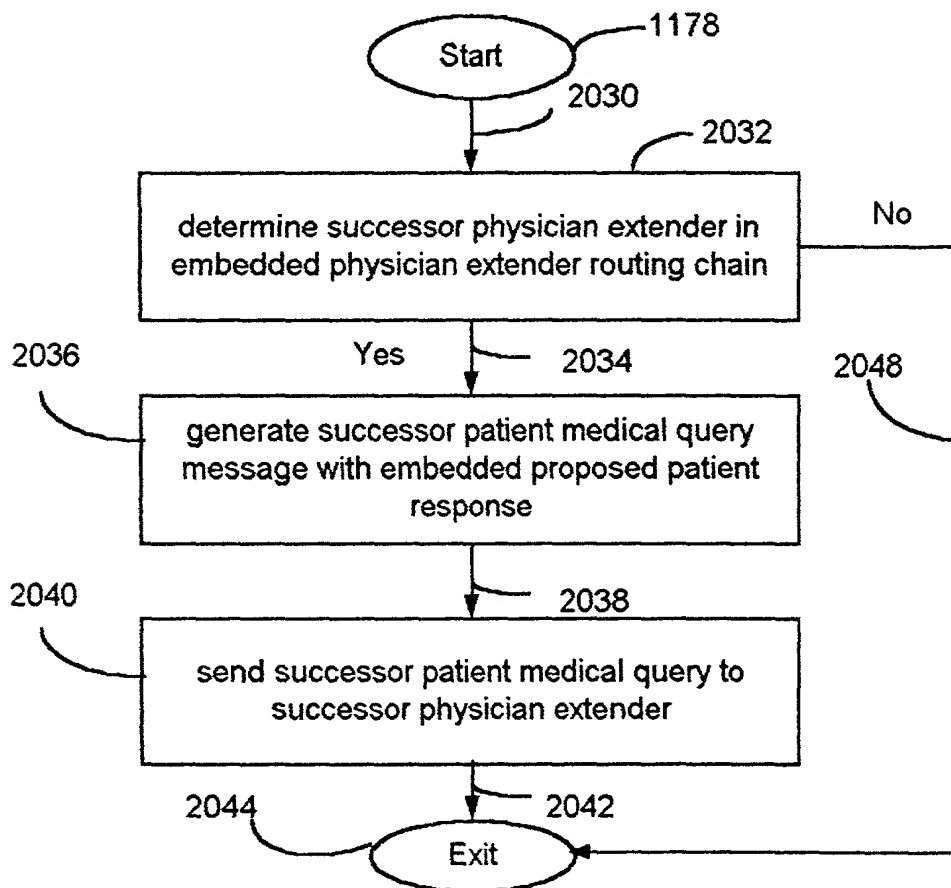 Start
1178
2030
2032
determine successor physician extender in
embedded physician extender routing chain
No
Yes
2034
2036
2048
generate successor patient medical query
message with embedded proposed patient
response
2038
2040
send successor patient medical query to
successor physician extender
2042
2044
Exit